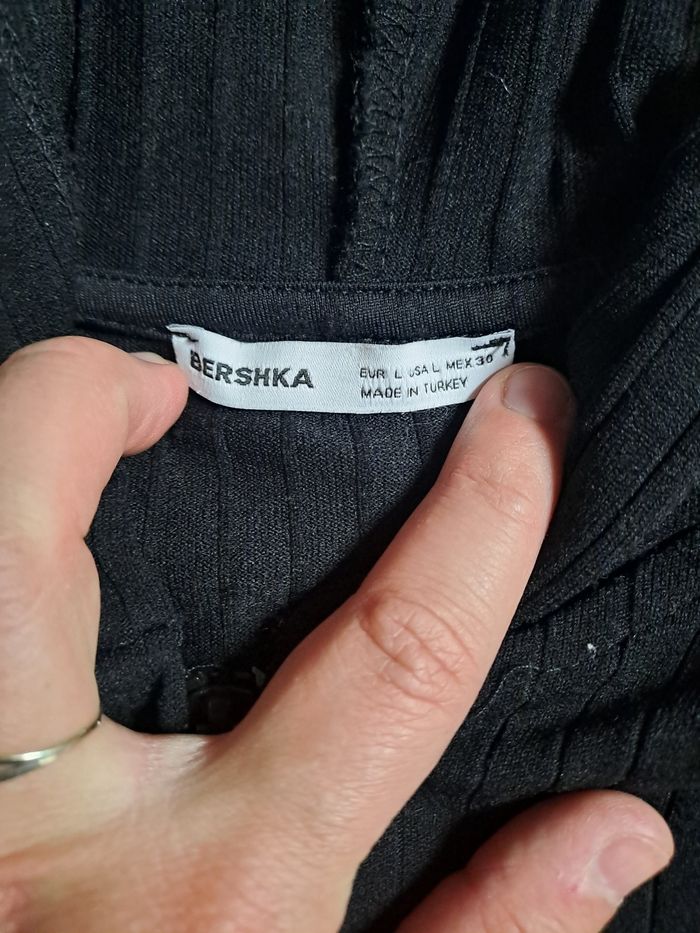 BERSHKA
EUR L USA L MEX 30
MADE IN TURKEY